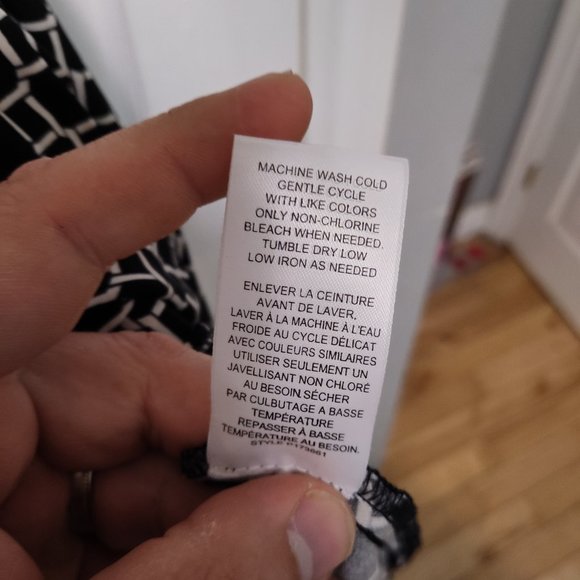 MACHINE WASH COLD
GENTLE CYCLE
WITH LIKE COLORS
ONLY NON-CHLORINE
BLEACH WHEN NEEDED.
TUMBLE DRY LOW
LOW IRON AS NEEDED
ENLEVER LA CEINTURE
AVANT DE LAVER,
LAVER À LA MACHINE À L'EAU
FROIDE AU CYCLE DÉLICAT
AVEC COULEURS SIMILAIRES
UTILISER SEULEMENT UN
JAVELLISANT NON CHLORÉ
AU BESOIN.SÉCHER
PAR CULBUTAGE A BASSE
TEMPÉRATURE
REPASSER À BASSE
TEMPÉRATURE AU BESOIN.
STYLE